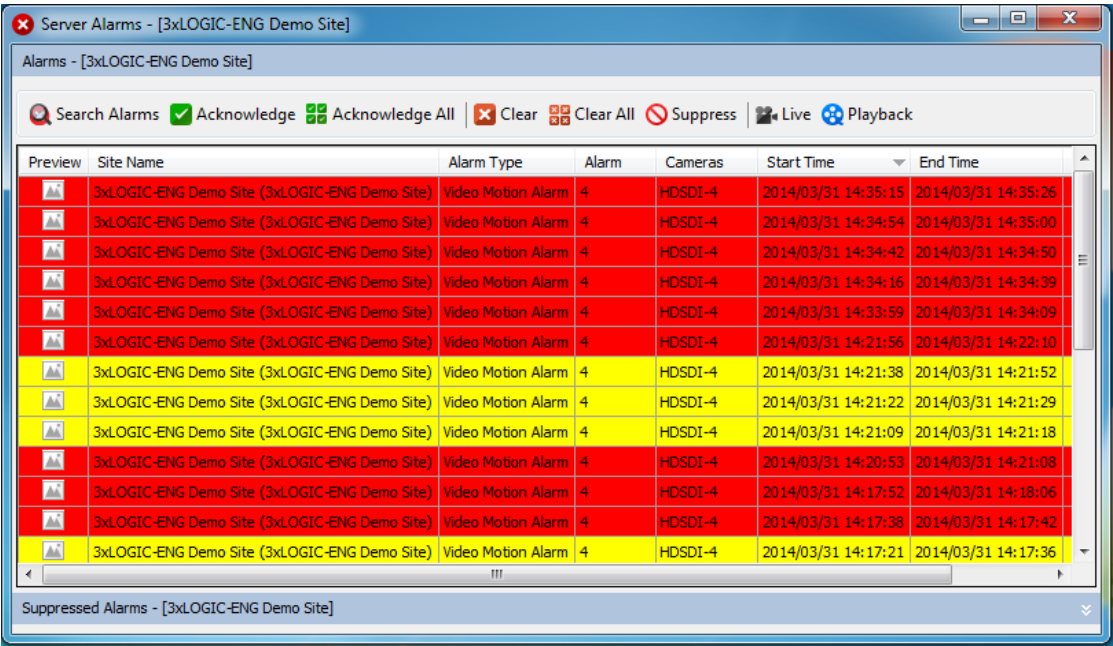 Server Alarms - [3xLOGIC-ENG Demo Site]
Alarms - [3xLOGIC-ENG Demo Site]
Search Alarms Acknowledge Acknowledge All Clear Clear All Suppress Live Playback
Preview Site Name Alarm Type Alarm Cameras Start Time End Time
3xLOGIC-ENG Demo Site (3xLOGIC-ENG Demo Site) Video Motion Alarm 4 HDSDI-4 2014/03/31 14:35:15 2014/03/31 14:35:26
3xLOGIC-ENG Demo Site (3xLOGIC-ENG Demo Site) Video Motion Alarm 4 HDSDI-4 2014/03/31 14:34:54 2014/03/31 14:35:00
3xLOGIC-ENG Demo Site (3xLOGIC-ENG Demo Site) Video Motion Alarm 4 HDSDI-4 2014/03/31 14:34:42 2014/03/31 14:34:50
3xLOGIC-ENG Demo Site (3xLOGIC-ENG Demo Site) Video Motion Alarm 4 HDSDI-4 2014/03/31 14:34:16 2014/03/31 14:34:39
3xLOGIC-ENG Demo Site (3xLOGIC-ENG Demo Site) Video Motion Alarm 4 HDSDI-4 2014/03/31 14:33:59 2014/03/31 14:34:09
3xLOGIC-ENG Demo Site (3xLOGIC-ENG Demo Site) Video Motion Alarm 4 HDSDI-4 2014/03/31 14:21:56 2014/03/31 14:22:10
3xLOGIC-ENG Demo Site (3xLOGIC-ENG Demo Site) Video Motion Alarm 4 HDSDI-4 2014/03/31 14:21:38 2014/03/31 14:21:52
3xLOGIC-ENG Demo Site (3xLOGIC-ENG Demo Site) Video Motion Alarm 4 HDSDI-4 2014/03/31 14:21:22 2014/03/31 14:21:29
3xLOGIC-ENG Demo Site (3xLOGIC-ENG Demo Site) Video Motion Alarm 4 HDSDI-4 2014/03/31 14:21:09 2014/03/31 14:21:18
3xLOGIC-ENG Demo Site (3xLOGIC-ENG Demo Site) Video Motion Alarm 4 HDSDI-4 2014/03/31 14:20:53 2014/03/31 14:21:08
3xLOGIC-ENG Demo Site (3xLOGIC-ENG Demo Site) Video Motion Alarm 4 HDSDI-4 2014/03/31 14:17:52 2014/03/31 14:18:06
3xLOGIC-ENG Demo Site (3xLOGIC-ENG Demo Site) Video Motion Alarm 4 HDSDI-4 2014/03/31 14:17:38 2014/03/31 14:17:42
3xLOGIC-ENG Demo Site (3xLOGIC-ENG Demo Site) Video Motion Alarm 4 HDSDI-4 2014/03/31 14:17:21 2014/03/31 14:17:36
Suppressed Alarms - [3xLOGIC-ENG Demo Site]